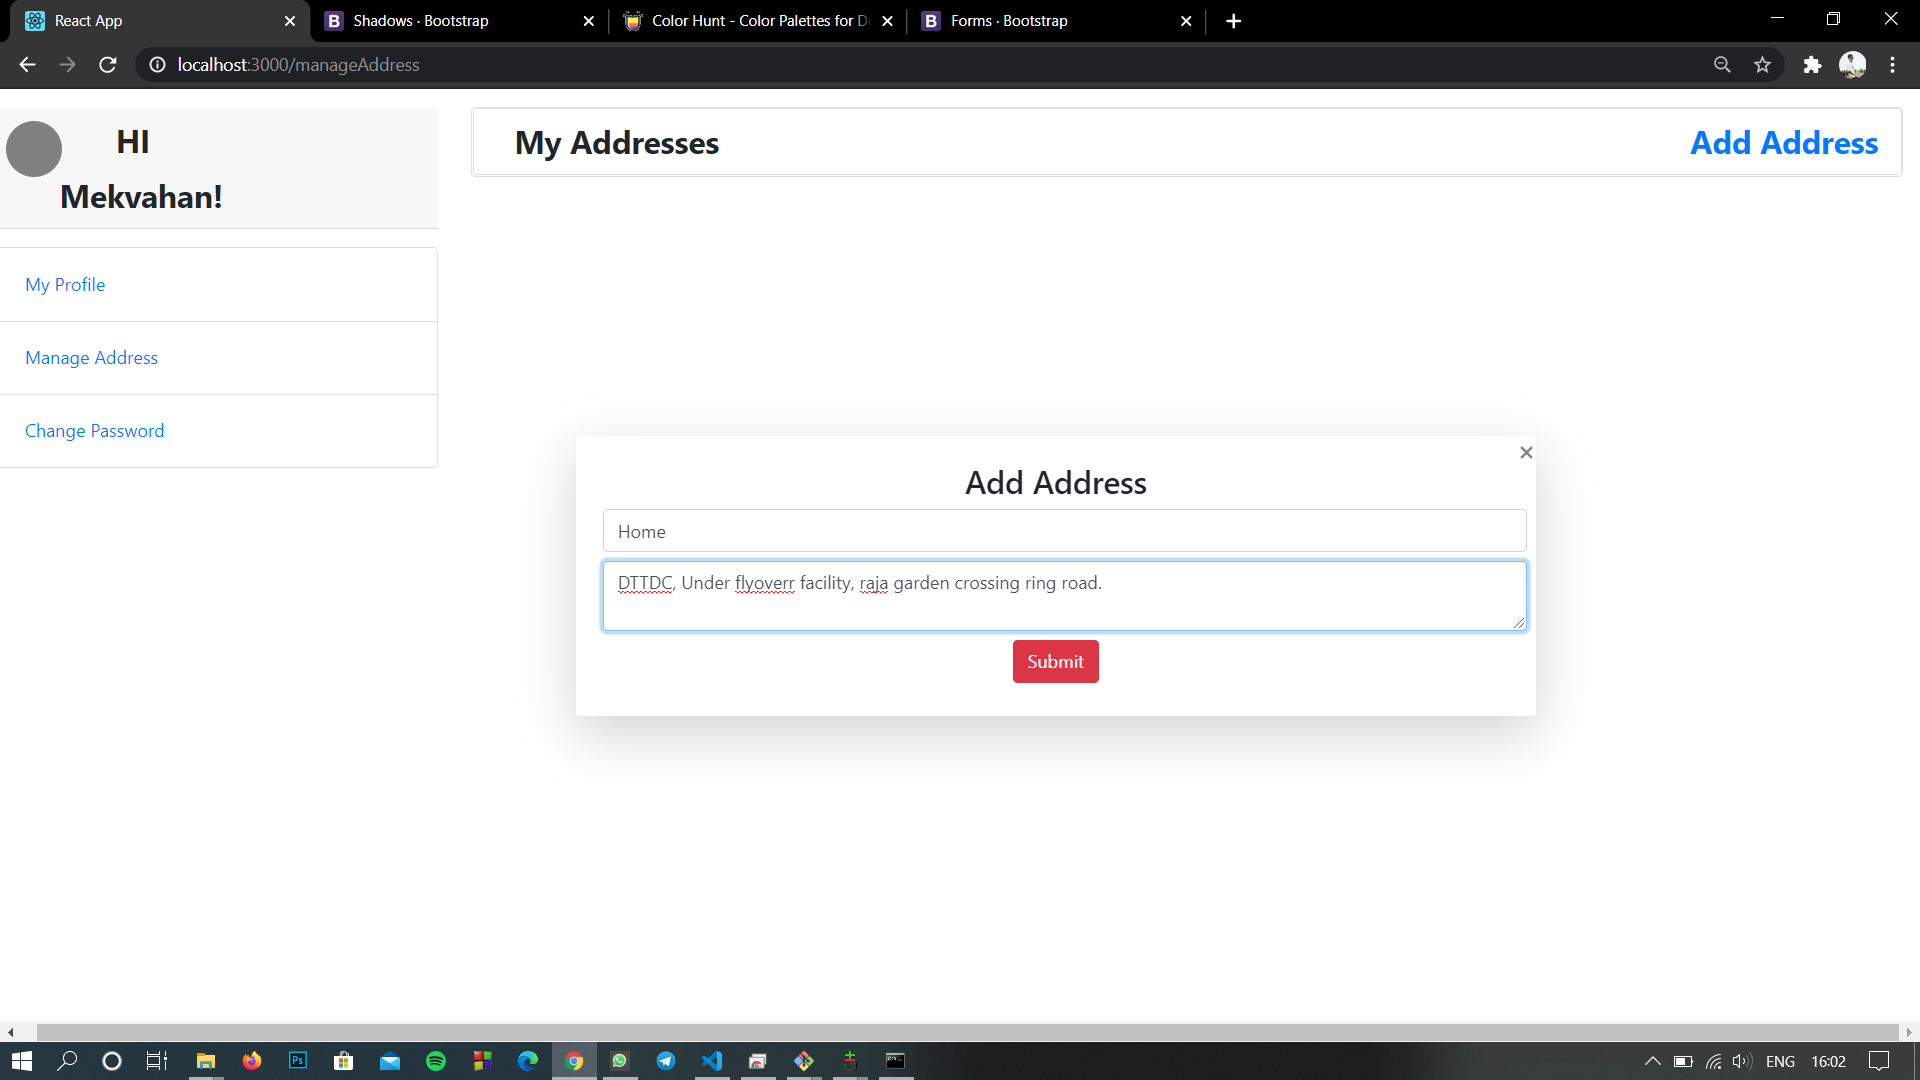 React App
Shadows · Bootstrap
Color Hunt - Color Palettes for D
Forms · Bootstrap
localhost:3000/manageAddress
HI
Mekvahan!
My Profile
Manage Address
Change Password
My Addresses
Add Address
Add Address
Home
DTTDC, Under flyoverr facility, raja garden crossing ring road.
Submit
ENG
16:02